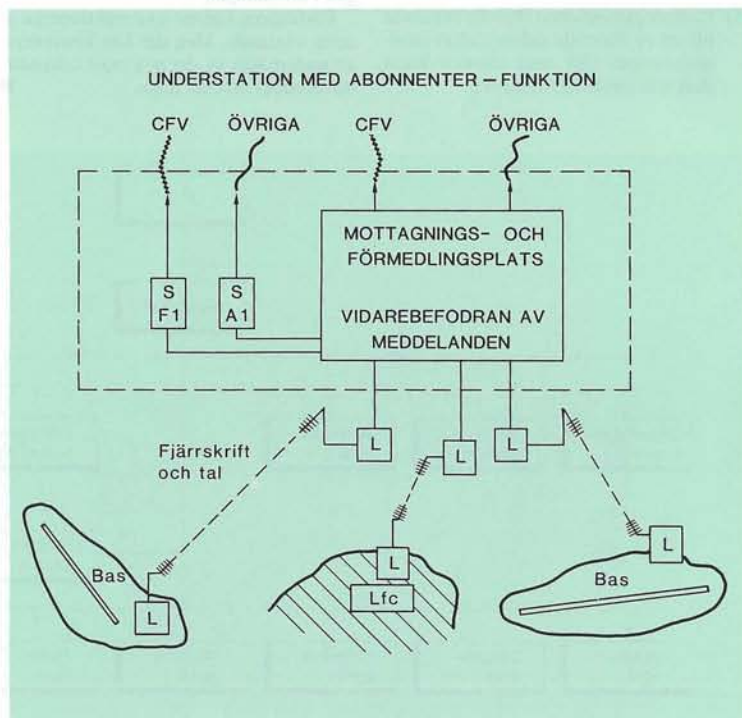 UNDERSTATION MED ABONNENTER – FUNKTION
CFV ÖVRIGA CFV ÖVRIGA
MOTTAGNINGS- OCH
FÖRMEDLINGSPLATS
S
F1
S
A1
VIDAREBEFODRAN AV
MEDDELANDEN
L
L
L
Fjärrskrift
och tal
Bas
L
L
Lfc
L
Bas